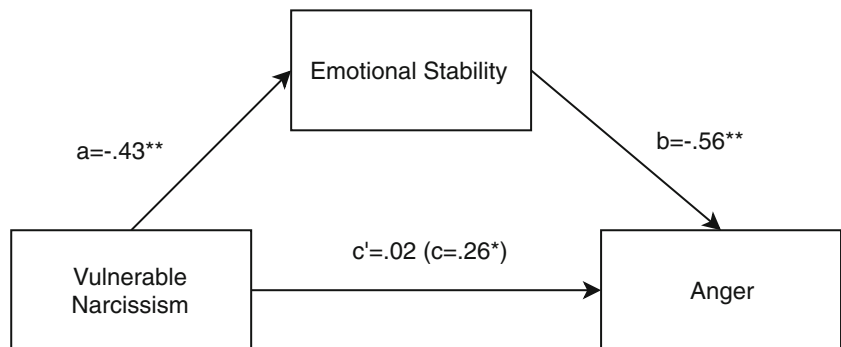 Emotional Stability
a=-.43**
b=-.56**
c'=.02 (c=.26*)
Vulnerable
Narcissism
Anger